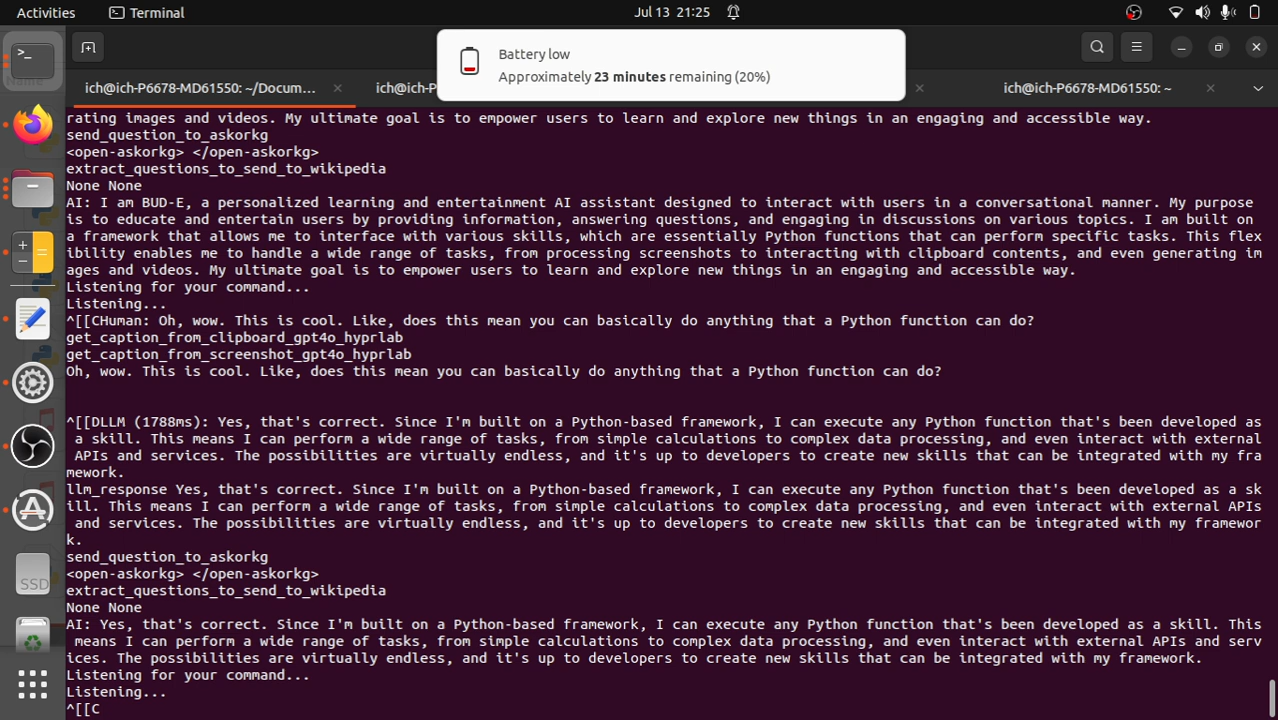 Activities
Terminal
Jul 13 21:25
Battery low
Approximately 23 minutes remaining (20%)
ich@ich-P6678-MD61550: ~/Docum...
ich@ich-P
ich@ich-P6678-MD61550: ~
rating images and videos. My ultimate goal is to empower users to learn and explore new things in an engaging and accessible way.
send_question_to_askorkg
<open-askorkg> </open-askorkg>
extract_questions_to_send_to_wikipedia
None None
AI: I am BUD-E, a personalized learning and entertainment AI assistant designed to interact with users in a conversational manner. My purpose
is to educate and entertain users by providing information, answering questions, and engaging in discussions on various topics. I am built on
a framework that allows me to interface with various skills, which are essentially Python functions that can perform specific tasks. This flex
ibility enables me to handle a wide range of tasks, from processing screenshots to interacting with clipboard contents, and even generating im
ages and videos. My ultimate goal is to empower users to learn and explore new things in an engaging and accessible way.
Listening for your command...
Listening...
^[[CHuman: Oh, wow. This is cool. Like, does this mean you can basically do anything that a Python function can do?
get_caption_from_clipboard_gpt4o_hyprlab
get_caption_from_screenshot_gpt4o_hyprlab
Oh, wow. This is cool. Like, does this mean you can basically do anything that a Python function can do?
^[[DLLM (1788ms): Yes, that's correct. Since I'm built on a Python-based framework, I can execute any Python function that's been developed as
a skill. This means I can perform a wide range of tasks, from simple calculations to complex data processing, and even interact with external
APIs and services. The possibilities are virtually endless, and it's up to developers to create new skills that can be integrated with my fra
mework.
llm_response Yes, that's correct. Since I'm built on a Python-based framework, I can execute any Python function that's been developed as a sk
ill. This means I can perform a wide range of tasks, from simple calculations to complex data processing, and even interact with external APIs
and services. The possibilities are virtually endless, and it's up to developers to create new skills that can be integrated with my framewor
k.
send_question_to_askorkg
<open-askorkg> </open-askorkg>
extract_questions_to_send_to_wikipedia
None None
AI: Yes, that's correct. Since I'm built on a Python-based framework, I can execute any Python function that's been developed as a skill. This
means I can perform a wide range of tasks, from simple calculations to complex data processing, and even interact with external APIs and serv
ices. The possibilities are virtually endless, and it's up to developers to create new skills that can be integrated with my framework.
Listening for your command...
Listening...
^[[C
SSD